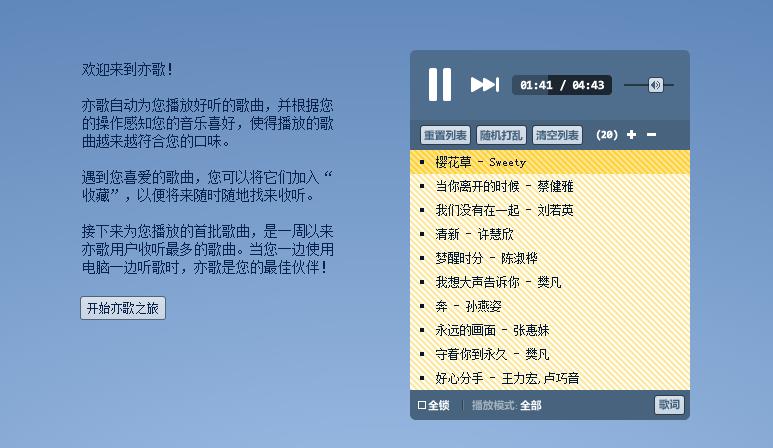 欢迎来到亦歌！
亦歌自动为您播放好听的歌曲，并根据您
的操作感知您的音乐喜好，使得播放的歌
曲越来越符合您的口味。
遇到您喜爱的歌曲，您可以将它们加入“
收藏”，以便将来随时随地找来收听。
接下来为您播放的首批歌曲，是一周以来
亦歌用户收听最多的歌曲。当您一边使用
电脑一边听歌时，亦歌是您的最佳伙伴！
开始亦歌之旅
01:41 / 04:43
重置列表 随机打乱 清空列表 (20) + -
樱花草 - Sweety
当你离开的时候 - 蔡健雅
我们没有在一起 - 刘若英
清新 - 许慧欣
梦醒时分 - 陈淑桦
我想大声告诉你 - 樊凡
奔 - 孙燕姿
永远的画面 - 张惠妹
守着你到永久 - 樊凡
好心分手 - 王力宏,卢巧音
全锁 播放模式: 全部 歌词